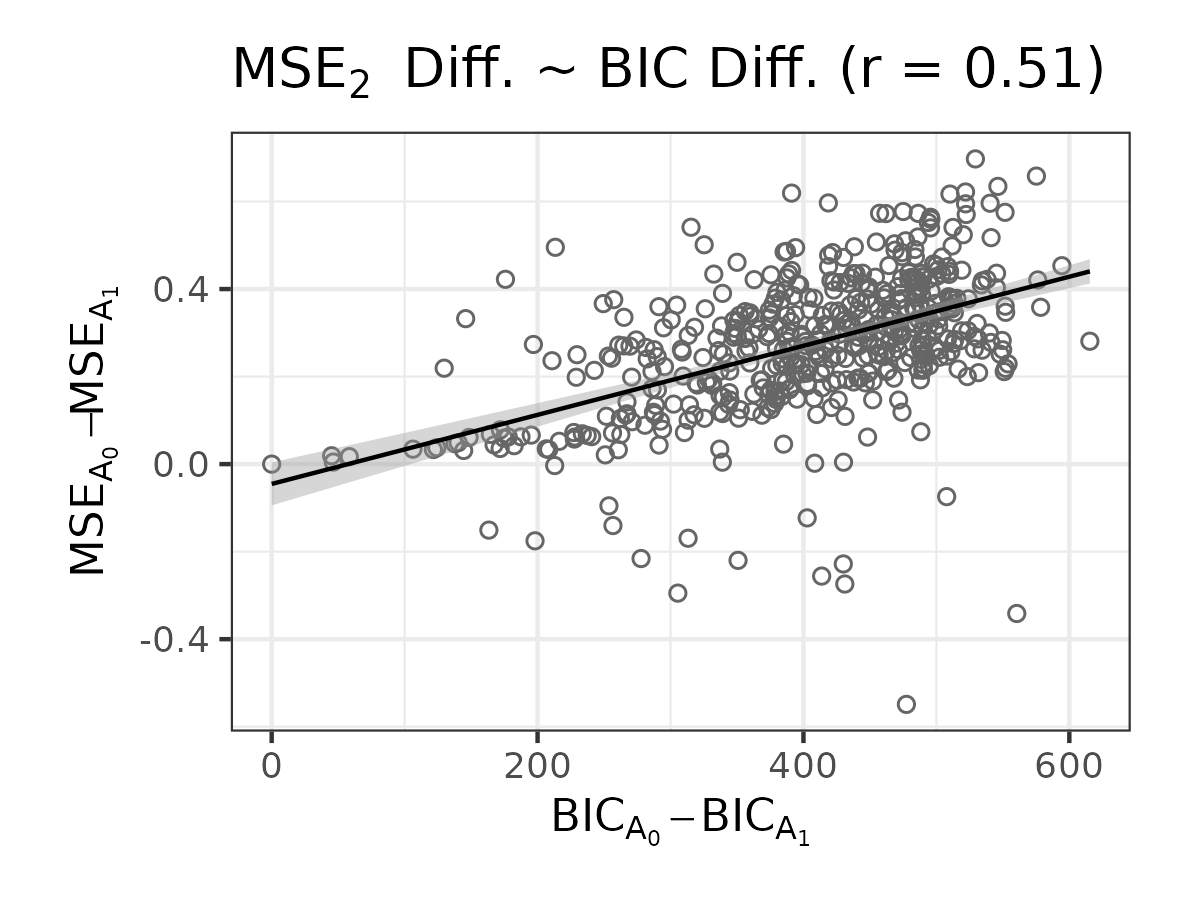 MSE₂ Diff. ~ BIC Diff. (r = 0.51)
MSE_A₀ −MSE_A₁
0.4
0.0
-0.4
0
200
400
600
BIC_A₀ −BIC_A₁